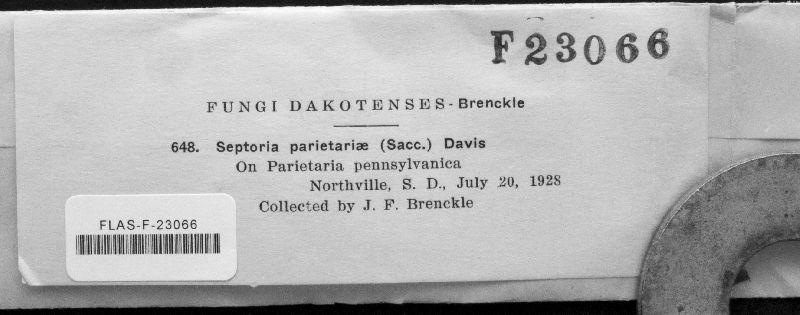 F23066
FUNGI DAKOTENSES - Brenckle
648. Septoria parietariæ (Sacc.) Davis
On Parietaria pennsylvanica
Northville, S. D., July 20, 1928
Collected by J. F. Brenckle
FLAS-F-23066